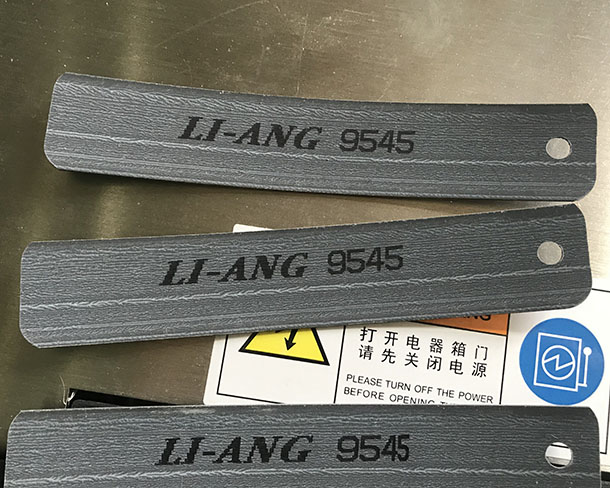 LI-ANG 9545
LI-ANG 9545
打开电器箱门
请先关闭电源
PLEASE TURN OFF THE POWER
BEFORE OPENING
LI-ANG 9545